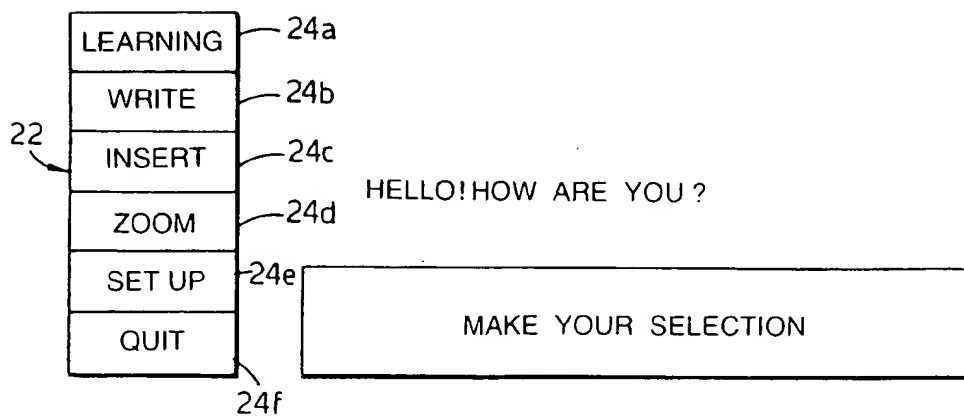 LEARNING 24a
WRITE 24b
22
INSERT 24c
HELLO!HOW ARE YOU?
ZOOM 24d
SET UP 24e
MAKE YOUR SELECTION
QUIT
24f